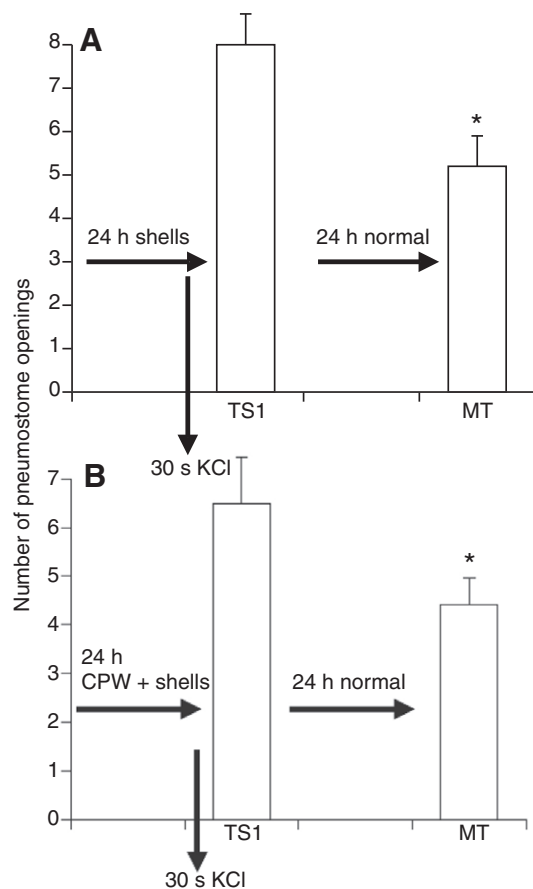 Number of pneumostome openings
A
8
7
6
5
4
3
2
1
0
24 h shells
24 h normal
*
TS1
MT
30 s KCl
B
7
6
5
4
3
2
1
0
24 h
CPW + shells
24 h normal
*
TS1
MT
30 s KCl